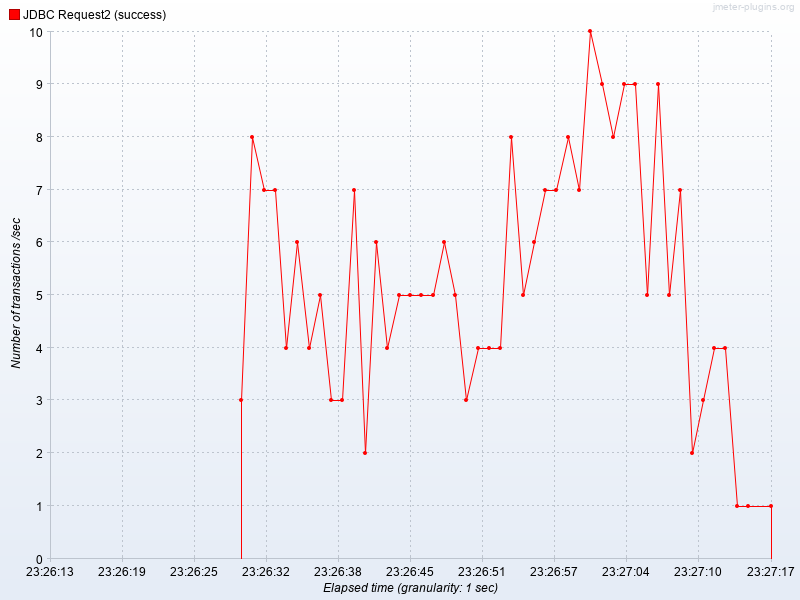 JDBC Request2 (success)
jmeter-plugins.org
10
9
8
7
6
5
4
3
2
1
0
Number of transactions /sec
23:26:13 23:26:19 23:26:25 23:26:32 23:26:38 23:26:45 23:26:51 23:26:57 23:27:04 23:27:10 23:27:17
Elapsed time (granularity: 1 sec)